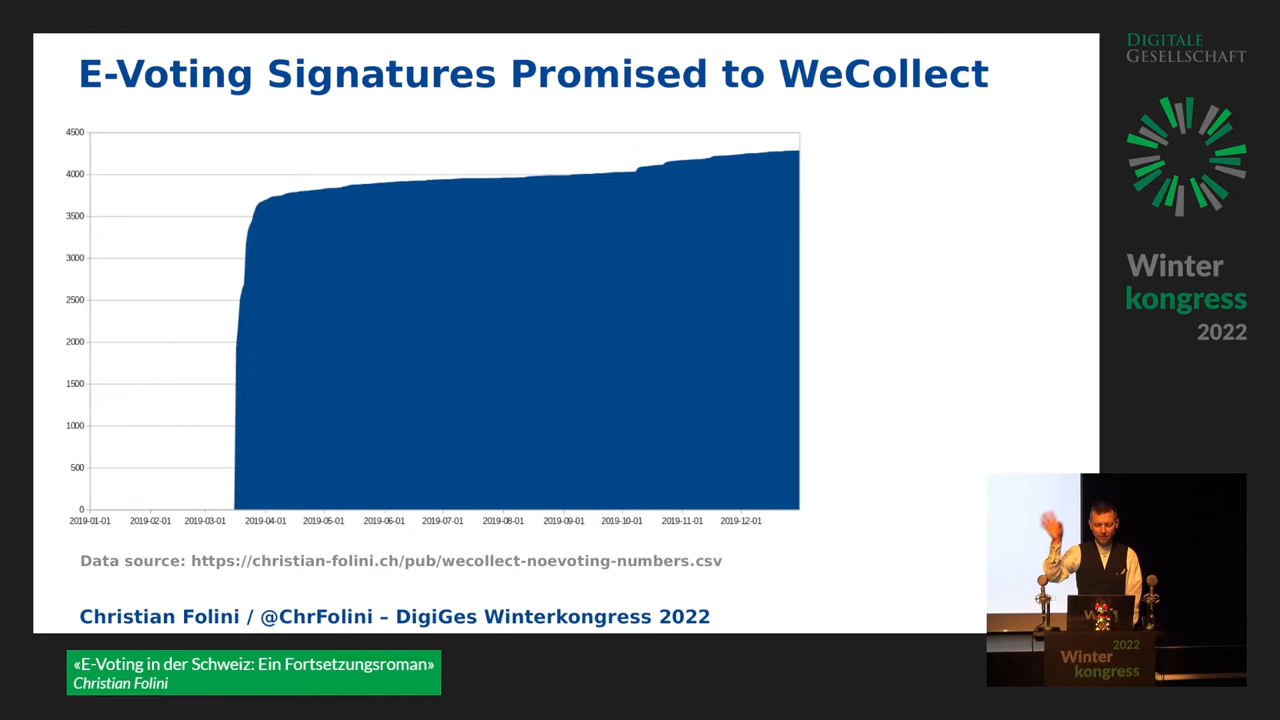 E-Voting Signatures Promised to WeCollect
4500
4000
3500
3000
2500
2000
1500
1000
500
0
2019-01-01 2019-02-01 2019-03-01 2019-04-01 2019-05-01 2019-06-01 2019-07-01 2019-08-01 2019-09-01 2019-10-01 2019-11-01 2019-12-01
Data source: https://christian-folini.ch/pub/wecollect-noevoting-numbers.csv
Christian Folini / @ChrFolini – DigiGes Winterkongress 2022
«E-Voting in der Schweiz: Ein Fortsetzungsroman»
Christian Folini
DIGITALE
GESELLSCHAFT
Winter
kongress
2022
2022
Winter
kongress